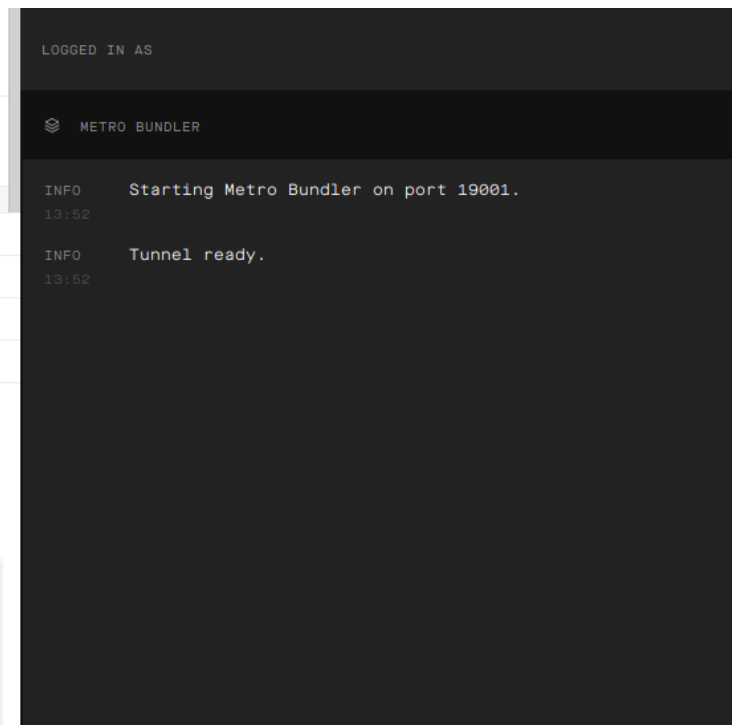 LOGGED IN AS
METRO BUNDLER
INFO Starting Metro Bundler on port 19001.
13:52
INFO Tunnel ready.
13:52